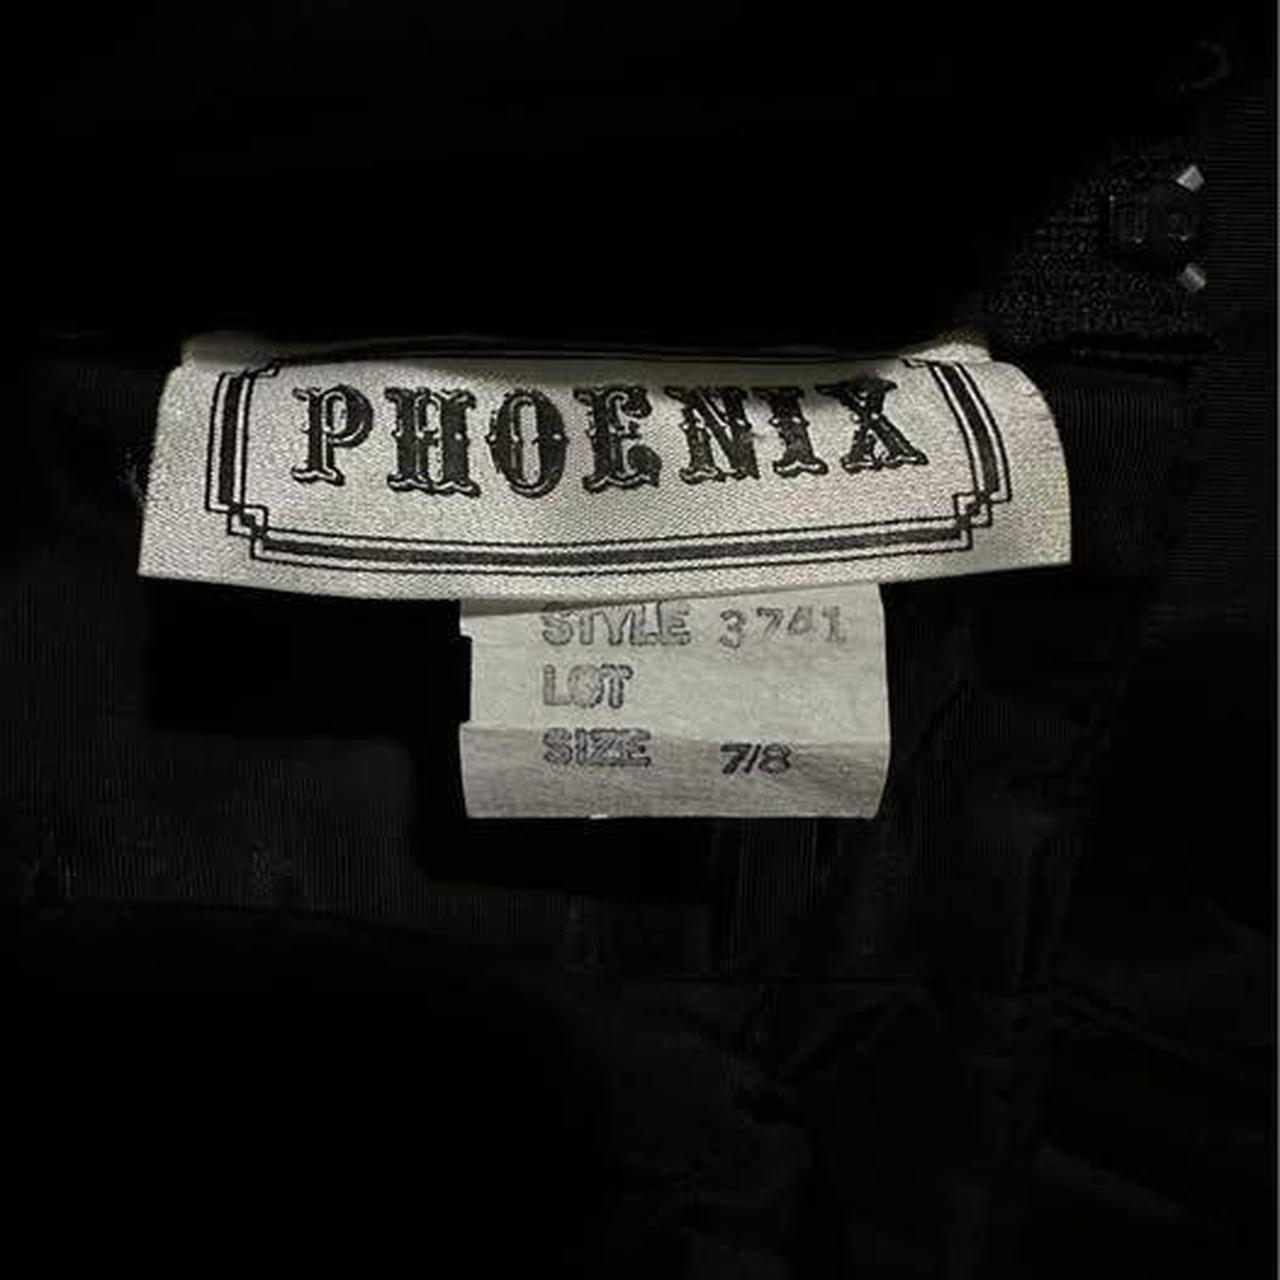 PHOENIX
STYLE 3741
LOT
SIZE 7/8